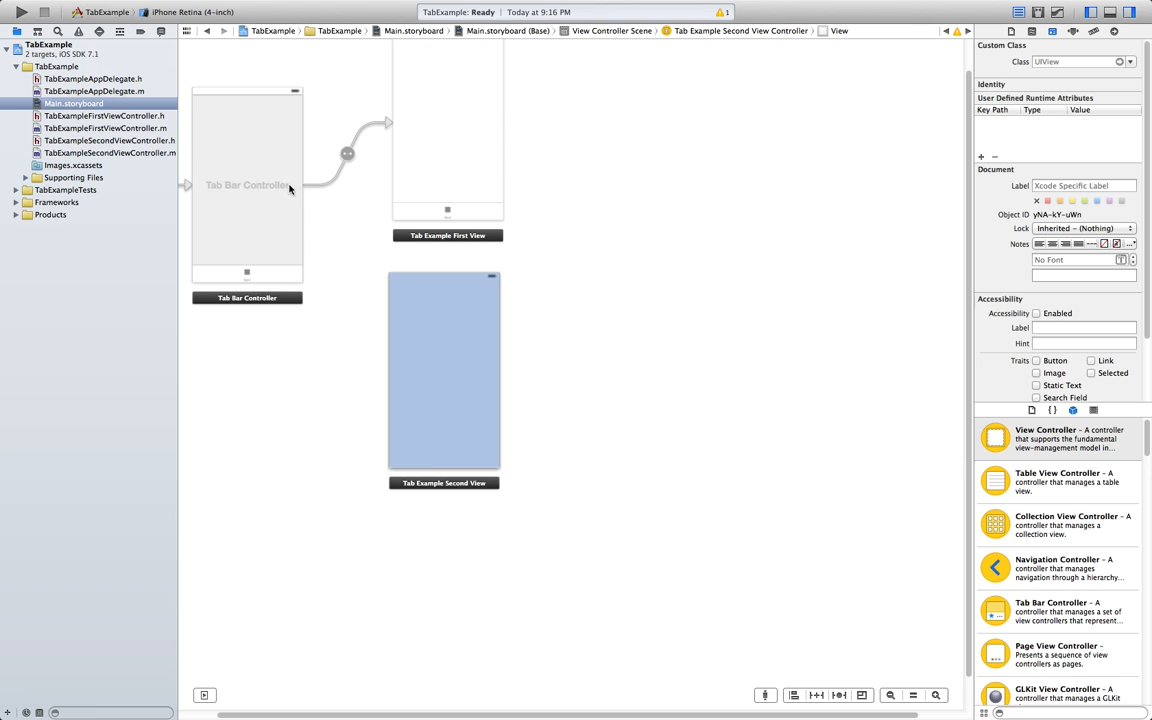 TabExample
iPhone Retina (4-inch)
TabExample: Ready
Today at 9:16 PM
1
TabExample
TabExample
Main.storyboard
Main.storyboard (Base)
View Controller Scene
Tab Example Second View Controller
View
TabExample
2 targets, iOS SDK 7.1
TabExample
TabExampleAppDelegate.h
TabExampleAppDelegate.m
Main.storyboard
TabExampleFirstViewController.h
TabExampleFirstViewController.m
TabExampleSecondViewController.h
TabExampleSecondViewController.m
Images.xcassets
Supporting Files
TabExampleTests
Frameworks
Products
Tab Bar Controller
Tab Bar Controller
Tab Example First View
Tab Example Second View
Custom Class
Class
UIView
Identity
User Defined Runtime Attributes
Key Path
Type
Value
Document
Label
Xcode Specific Label
Object ID
yNA-kY-uWn
Lock
Inherited - (Nothing)
Notes
No Font
Accessibility
Accessibility
Enabled
Label
Hint
Traits
Button
Link
Image
Selected
Static Text
Search Field
View Controller - A controller
that supports the fundamental
view-management model in...
Table View Controller - A
controller that manages a table
view.
Collection View Controller - A
controller that manages a
collection view.
Navigation Controller - A
controller that manages
navigation through a hierarchy...
Tab Bar Controller - A
controller that manages a set of
view controllers that represent...
Page View Controller -
Presents a sequence of view
controllers as pages.
GLKit View Controller - A
controller that manages a GLKit